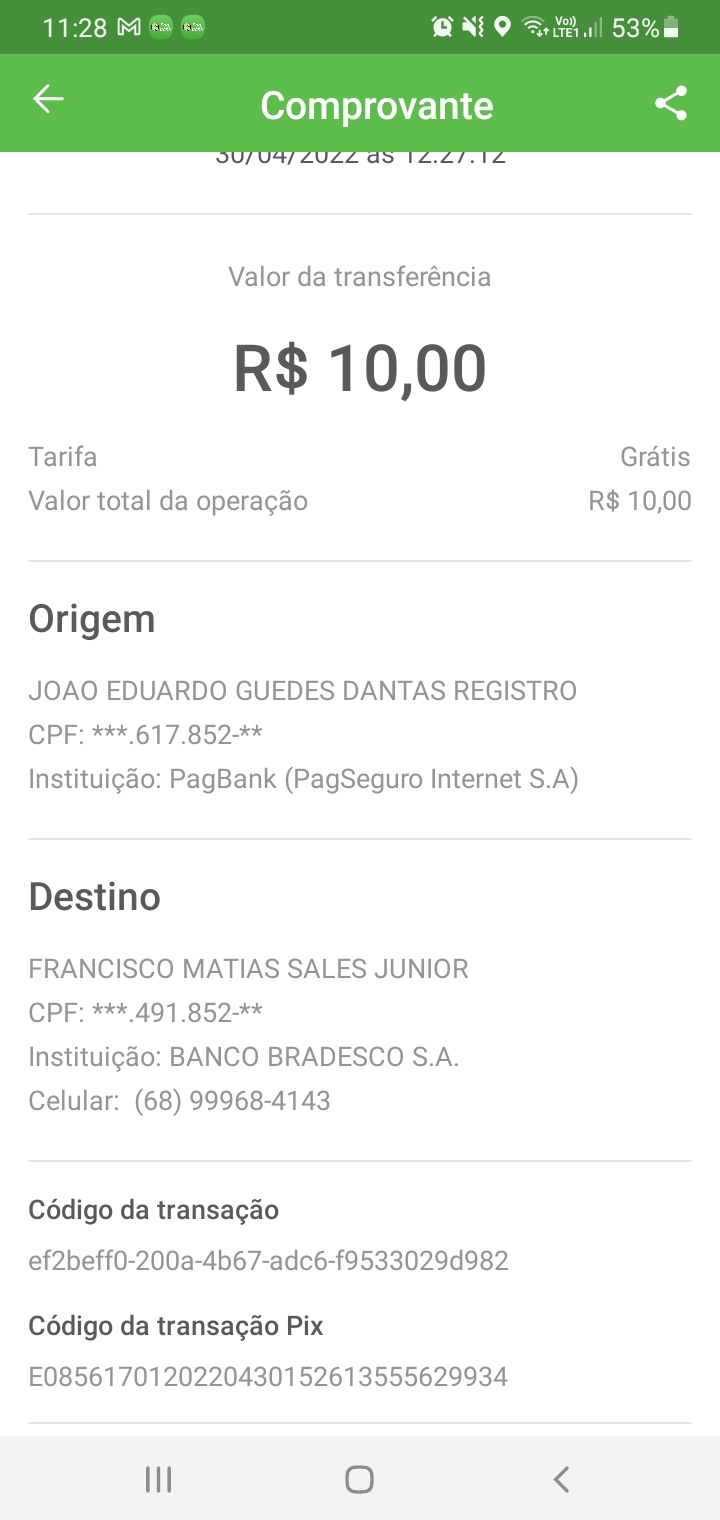 11:28 Vo)) LTE1 53%
Comprovante
30/04/2022 às 12:27:12
Valor da transferência
R$ 10,00
Tarifa Grátis
Valor total da operação R$ 10,00
Origem
JOAO EDUARDO GUEDES DANTAS REGISTRO
CPF: ***.617.852-**
Instituição: PagBank (PagSeguro Internet S.A)
Destino
FRANCISCO MATIAS SALES JUNIOR
CPF: ***.491.852-**
Instituição: BANCO BRADESCO S.A.
Celular: (68) 99968-4143
Código da transação
ef2beff0-200a-4b67-adc6-f9533029d982
Código da transação Pix
E0856170120220430152613555629934